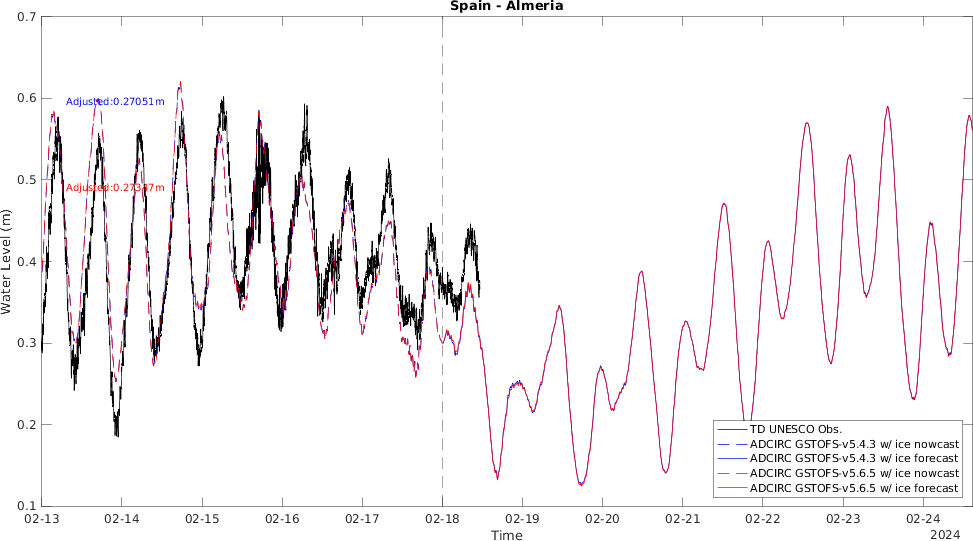 Spain - Almeria
0.7
0.6
0.5
0.4
0.3
0.2
0.1
Water Level (m)
Adjusted:0.27051m
Adjusted:0.27347m
TD UNESCO Obs.
ADCIRC GSTOFS-v5.4.3 w/ ice nowcast
ADCIRC GSTOFS-v5.4.3 w/ ice forecast
ADCIRC GSTOFS-v5.6.5 w/ ice nowcast
ADCIRC GSTOFS-v5.6.5 w/ ice forecast
02-13 02-14 02-15 02-16 02-17 02-18 02-19 02-20 02-21 02-22 02-23 02-24
Time
2024